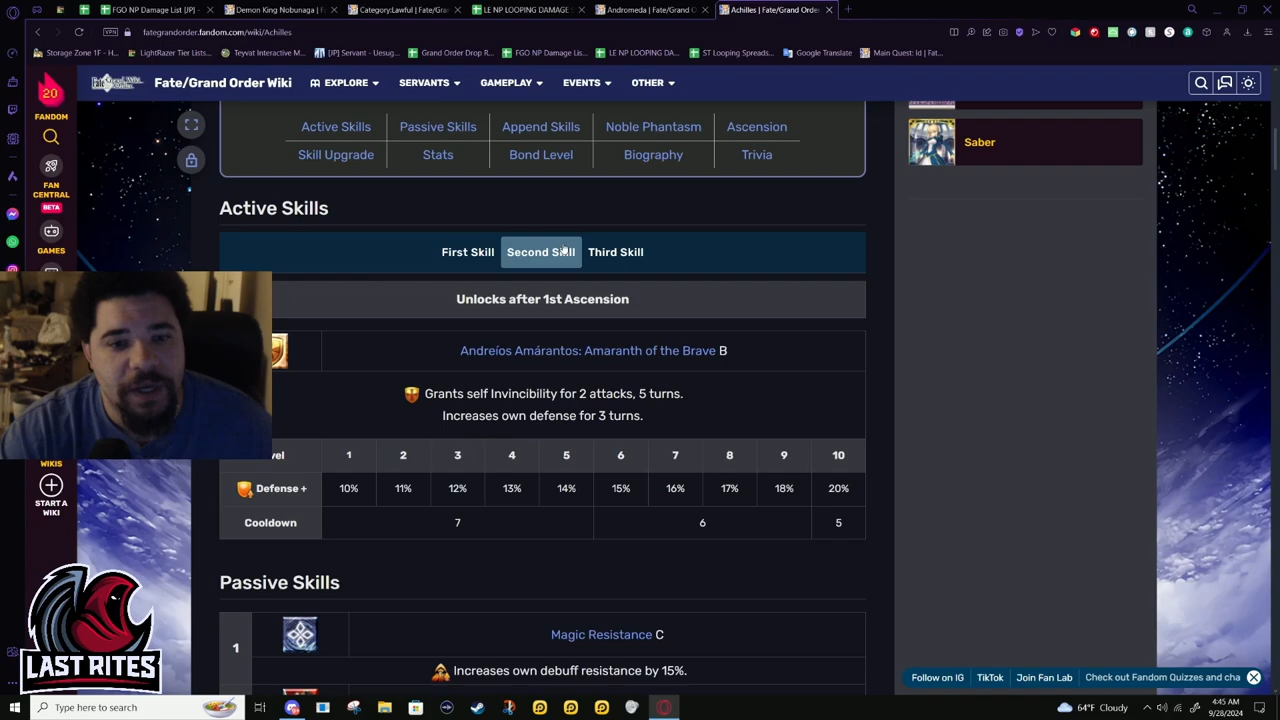 FGO NP Damage List [JP] -
Demon King Nobunaga | F
Category:Lawful | Fate/Gran
LE NP LOOPING DAMAGE S
Andromeda | Fate/Grand O
Achilles | Fate/Grand Order
VPN
fategrandorder.fandom.com/wiki/Achilles
Storage Zone 1F - H...
LightRazer Tier Lists...
Teyvat Interactive M...
[JP] Servant - Uesug...
Grand Order Drop R...
FGO NP Damage Lis...
LE NP LOOPING DA...
ST Looping Spreads...
Google Translate
Main Quest: Id | Fat...
20
FANDOM
FAN CENTRAL
BETA
GAMES
WIKIS
START A WIKI
Fate/Grand Order Wiki
EXPLORE
SERVANTS
GAMEPLAY
EVENTS
OTHER
Active Skills
Passive Skills
Append Skills
Noble Phantasm
Ascension
Skill Upgrade
Stats
Bond Level
Biography
Trivia
Saber
Active Skills
First Skill
Second Skill
Third Skill
Unlocks after 1st Ascension
Andreíos Amárantos: Amaranth of the Brave B
Grants self Invincibility for 2 attacks, 5 turns.
Increases own defense for 3 turns.
vel 1 2 3 4 5 6 7 8 9 10
Defense + 10% 11% 12% 13% 14% 15% 16% 17% 18% 20%
Cooldown 7 6 5
Passive Skills
1
Magic Resistance C
Increases own debuff resistance by 15%.
LAST RITES
Follow on IG
TikTok
Join Fan Lab
Check out Fandom Quizzes and cha
Type here to search
84°F Cloudy
4:45 AM
9/28/2024